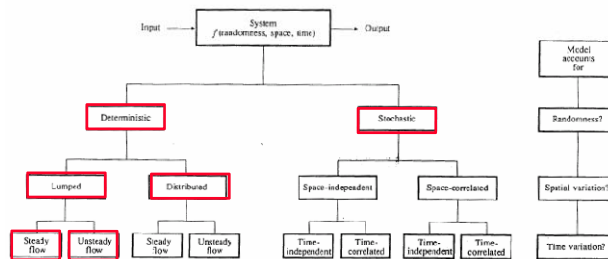 Input
System
f(randomness, space, time)
Output
Model
accounts
for
Deterministic
Stochastic
Randomness?
Lumped
Distributed
Space-independent
Space-correlated
Spatial variation?
Steady
flow
Unsteady
flow
Steady
flow
Unsteady
flow
Time-
independent
Time-
correlated
Time-
independent
Time-
correlated
Time variation?